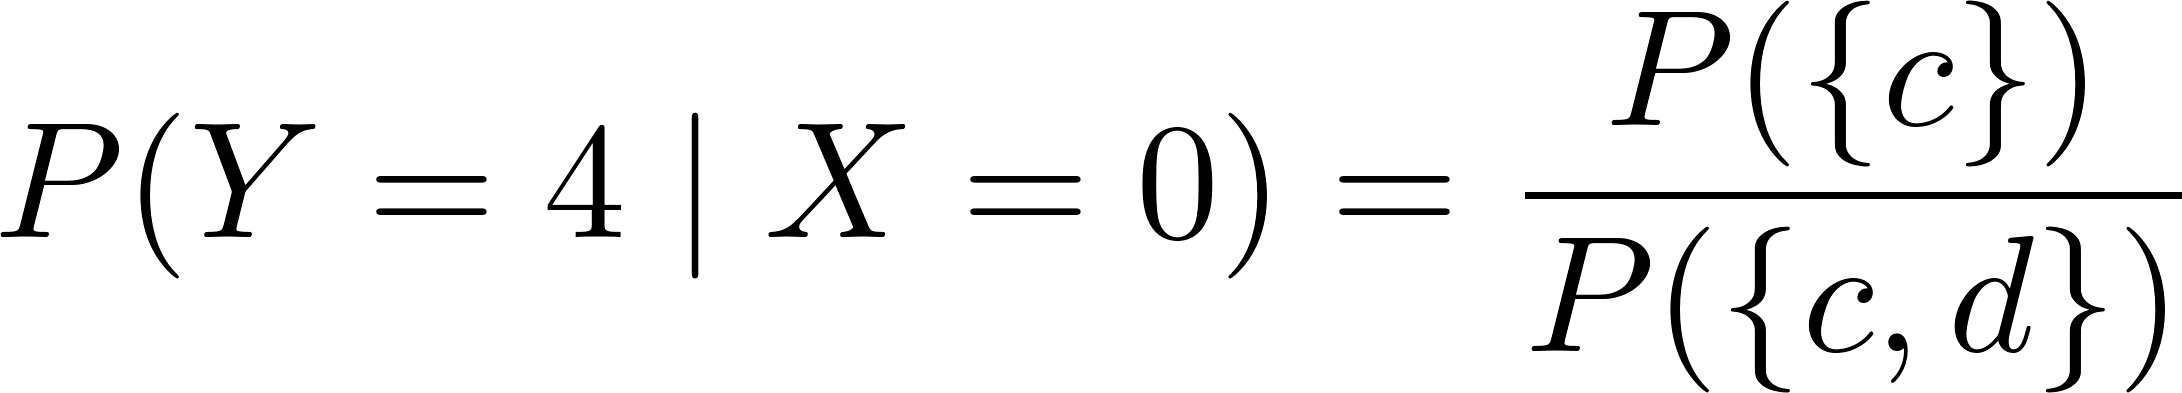 P(Y = 4 | X = 0) = P({c}) / P({c, d})